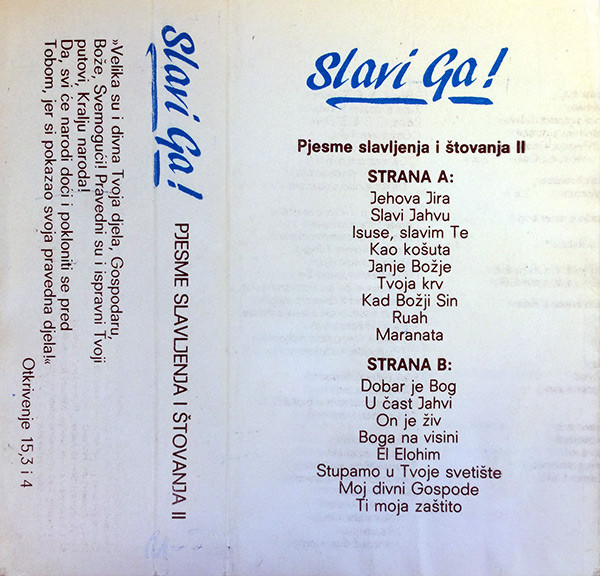 »Velika su i divna Tvoja djela, Gospodaru,
Bože, Svemogući! Pravedni su i ispravni Tvoji
putovi, Kralju naroda!
Da, svi će narodi doći i pokloniti se pred
Tobom, jer si pokazao svoja pravedna djela!«
Otkrivenje 15,3 i 4
Slavi Ga! PJESME SLAVLJENJA I ŠTOVANJA II
Slavi Ga!
Pjesme slavljenja i štovanja II
STRANA A:
Jehova Jira
Slavi Jahvu
Isuse, slavim Te
Kao košuta
Janje Božje
Tvoja krv
Kad Božji Sin
Ruah
Maranata
STRANA B:
Dobar je Bog
U čast Jahvi
On je živ
Boga na visini
El Elohim
Stupamo u Tvoje svetište
Moj divni Gospode
Ti moja zaštito